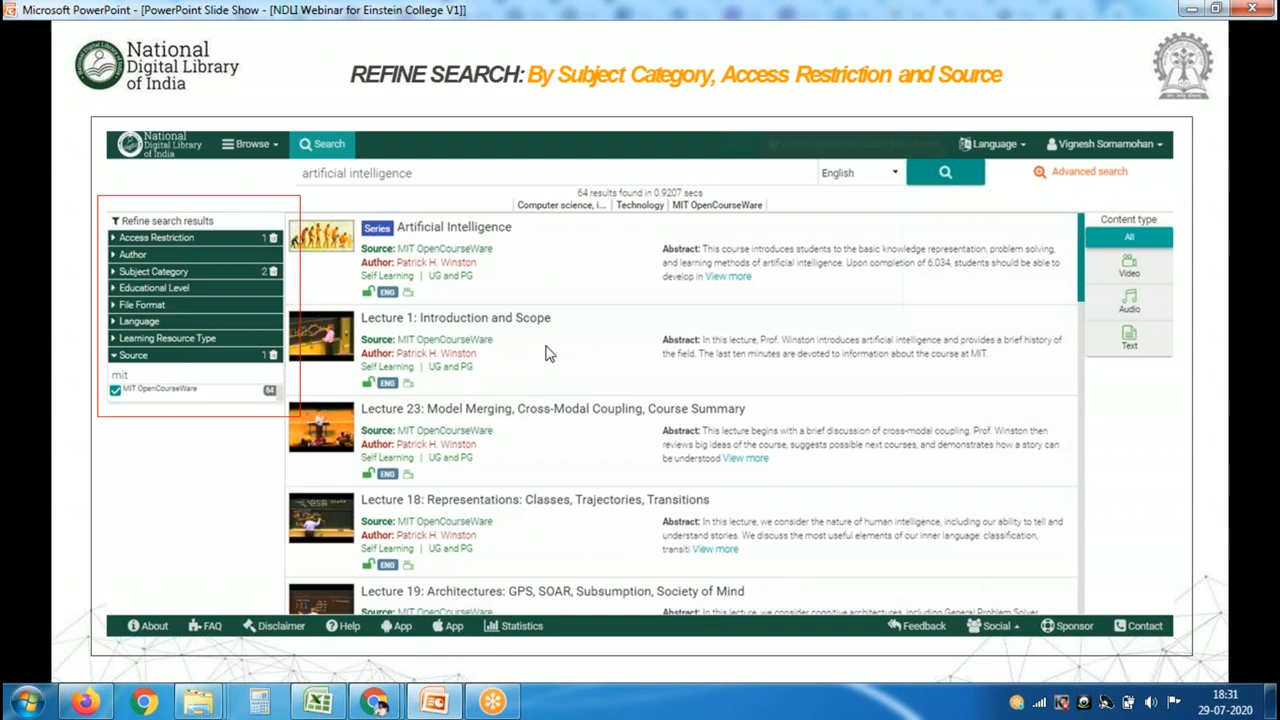 Microsoft PowerPoint - [PowerPoint Slide Show - [NDLI Webinar for Einstein College V1]]
National
Digital Library
of India
REFINE SEARCH: By Subject Category, Access Restriction and Source
National
Digital Library
of India
Browse
Search
Language
Vignesh Sornamohan
artificial intelligence
English
Advanced search
64 results found in 0.9207 secs
Computer science, i... | Technology | MIT OpenCourseWare
Refine search results
Access Restriction 1
Author
Subject Category 2
Educational Level
File Format
Language
Learning Resource Type
Source 1
mit
MIT OpenCourseWare 64
Series Artificial Intelligence
Source: MIT OpenCourseWare
Author: Patrick H. Winston
Self Learning | UG and PG
ENG
Abstract: This course introduces students to the basic knowledge representation, problem solving,
and learning methods of artificial intelligence. Upon completion of 6.034, students should be able to
develop in View more
Lecture 1: Introduction and Scope
Source: MIT OpenCourseWare
Author: Patrick H. Winston
Self Learning | UG and PG
ENG
Abstract: In this lecture, Prof. Winston introduces artificial intelligence and provides a brief history of
the field. The last ten minutes are devoted to information about the course at MIT.
Lecture 23: Model Merging, Cross-Modal Coupling, Course Summary
Source: MIT OpenCourseWare
Author: Patrick H. Winston
Self Learning | UG and PG
ENG
Abstract: This lecture begins with a brief discussion of cross-modal coupling. Prof. Winston then
reviews big ideas of the course, suggests possible next courses, and demonstrates how a story can
be understood View more
Lecture 18: Representations: Classes, Trajectories, Transitions
Source: MIT OpenCourseWare
Author: Patrick H. Winston
Self Learning | UG and PG
ENG
Abstract: In this lecture, we consider the nature of human intelligence, including our ability to tell and
understand stories. We discuss the most useful elements of our inner language: classification,
transiti View more
Lecture 19: Architectures: GPS, SOAR, Subsumption, Society of Mind
Source: MIT OpenCourseWare
Abstract: In this lecture, we consider cognitive architectures, including General Problem Solver,
Content type
All
Video
Audio
Text
About
FAQ
Disclaimer
Help
App
App
Statistics
Feedback
Social
Sponsor
Contact
18:31
29-07-2020